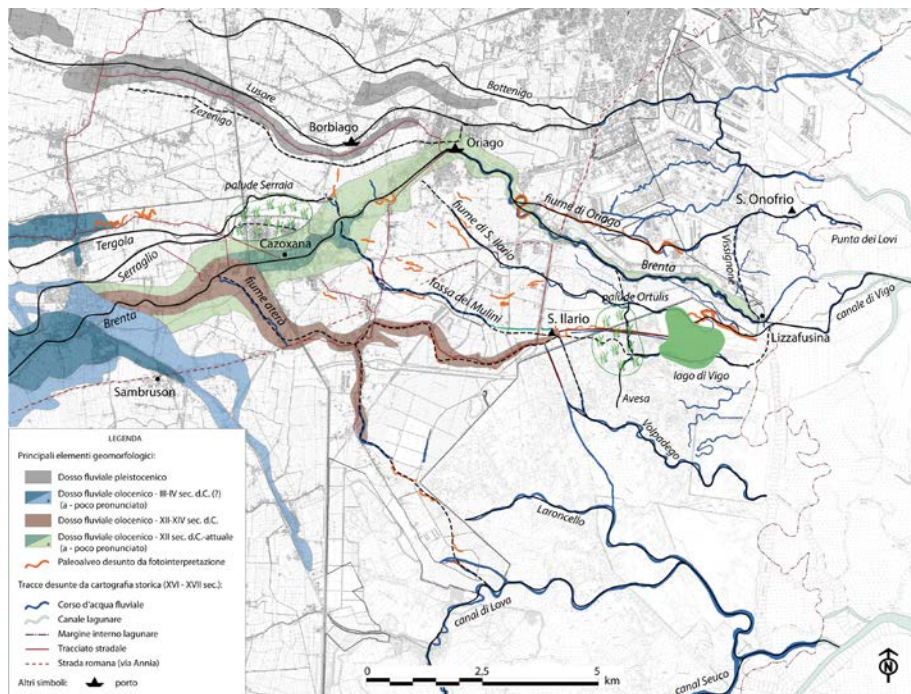 Bottenigo
Lusore
Zezenigo
Borbiago
Oriago
palude Serraia
fiume di Oriago
S. Onofrio
fiume di S. Ilario
Punta dei Lovi
Cazoxana
Tergola
Serraglio
Vissignone
Brenta
fiume aterà
fossa dei Mulini
palude Ortulis
canale di Vigo
Brenta
S. Ilario
Lizzafusina
lago di Vigo
Sambruson
Avesa
Volpadego
Laroncello
canal di Lova
canal Seuco
LEGENDA
Principali elementi geomorfologici:
Dosso fluviale pleistocenico
Dosso fluviale olocenico - III-IV sec. d.C. (?)
(a - poco pronunciato)
Dosso fluviale olocenico - XII-XIV sec. d.C.
Dosso fluviale olocenico - XII sec. d.C.-attuale
(a - poco pronunciato)
Paleoalveo desunto da fotointerpretazione
Tracce desunte da cartografia storica (XVI - XVII sec.):
Corso d'acqua fluviale
Canale lagunare
Margine interno lagunare
Tracciato stradale
Strada romana (via Annia)
Altri simboli:
porto
0 2,5 5
km
N